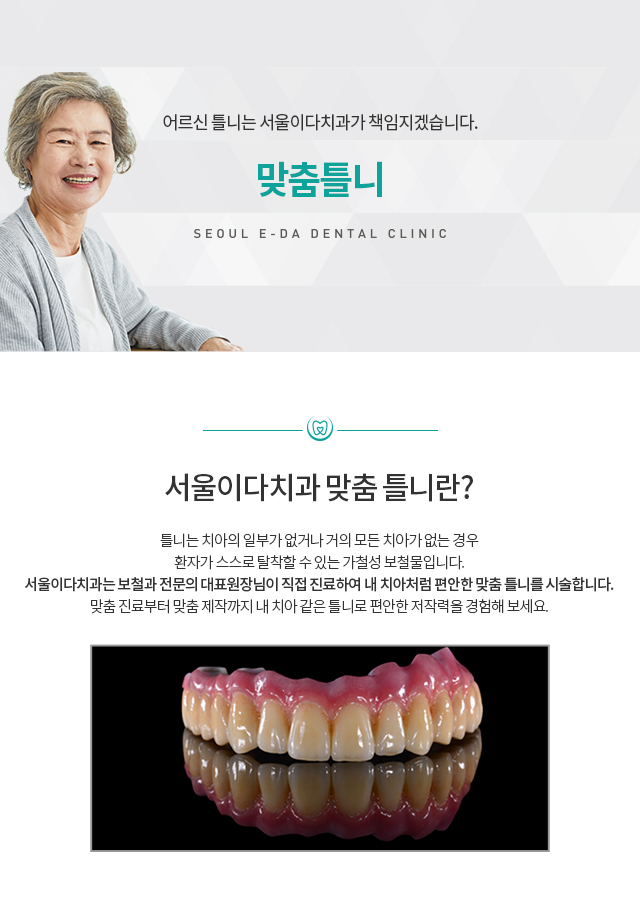 어르신 틀니는 서울이다치과가 책임지겠습니다.
맞춤틀니
SEOUL E-DA DENTAL CLINIC
서울이다치과 맞춤 틀니란?
틀니는 치아의 일부가 없거나 거의 모든 치아가 없는 경우
환자가 스스로 탈착할 수 있는 가철성 보철물입니다.
서울이다치과는 보철과 전문의 대표원장님이 직접 진료하여 내 치아처럼 편안한 맞춤 틀니를 시술합니다.
맞춤 진료부터 맞춤 제작까지 내 치아 같은 틀니로 편안한 저작력을 경험해 보세요.